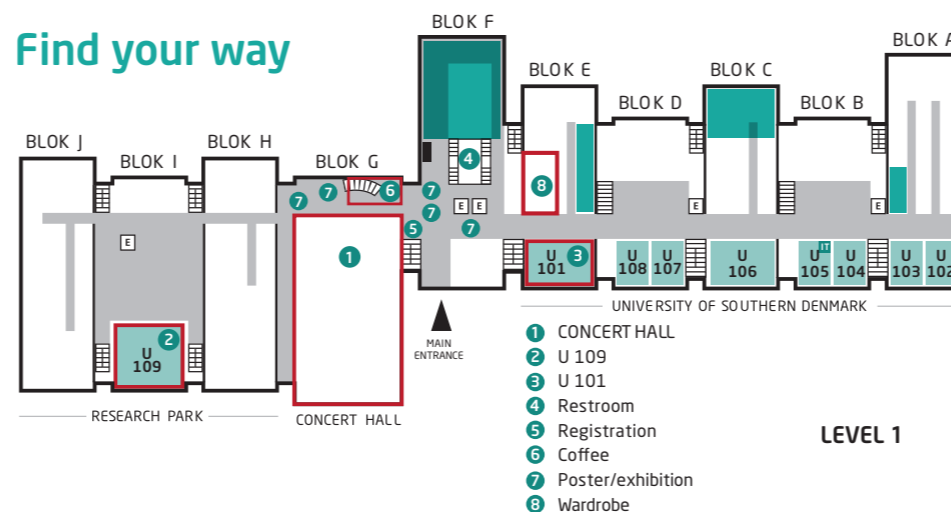 Find your way
BLOK F
BLOK A
BLOK E
BLOK C
BLOK D
BLOK B
BLOK J
BLOK I
BLOK H
BLOK G
4
8
7
7
6
7
7
E
E
E
E
5
7
E
1
U
101
3
U
108
U
107
U
106
U
105
IT
U
104
U
103
U
102
UNIVERSITY OF SOUTHERN DENMARK
MAIN
ENTRANCE
2
U
109
RESEARCH PARK
CONCERT HALL
1 CONCERT HALL
2 U 109
3 U 101
4 Restroom
5 Registration
6 Coffee
7 Poster/exhibition
8 Wardrobe
LEVEL 1